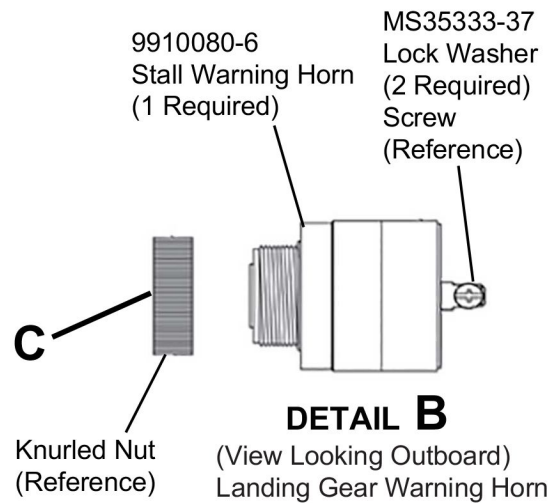 9910080-6
Stall Warning Horn
(1 Required)
MS35333-37
Lock Washer
(2 Required)
Screw
(Reference)
C
Knurled Nut
(Reference)
DETAIL B
(View Looking Outboard)
Landing Gear Warning Horn